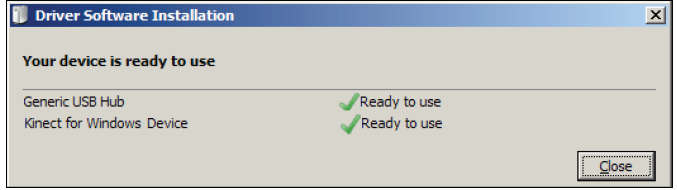 Driver Software Installation
Your device is ready to use
Generic USB Hub Ready to use
Kinect for Windows Device Ready to use
Close